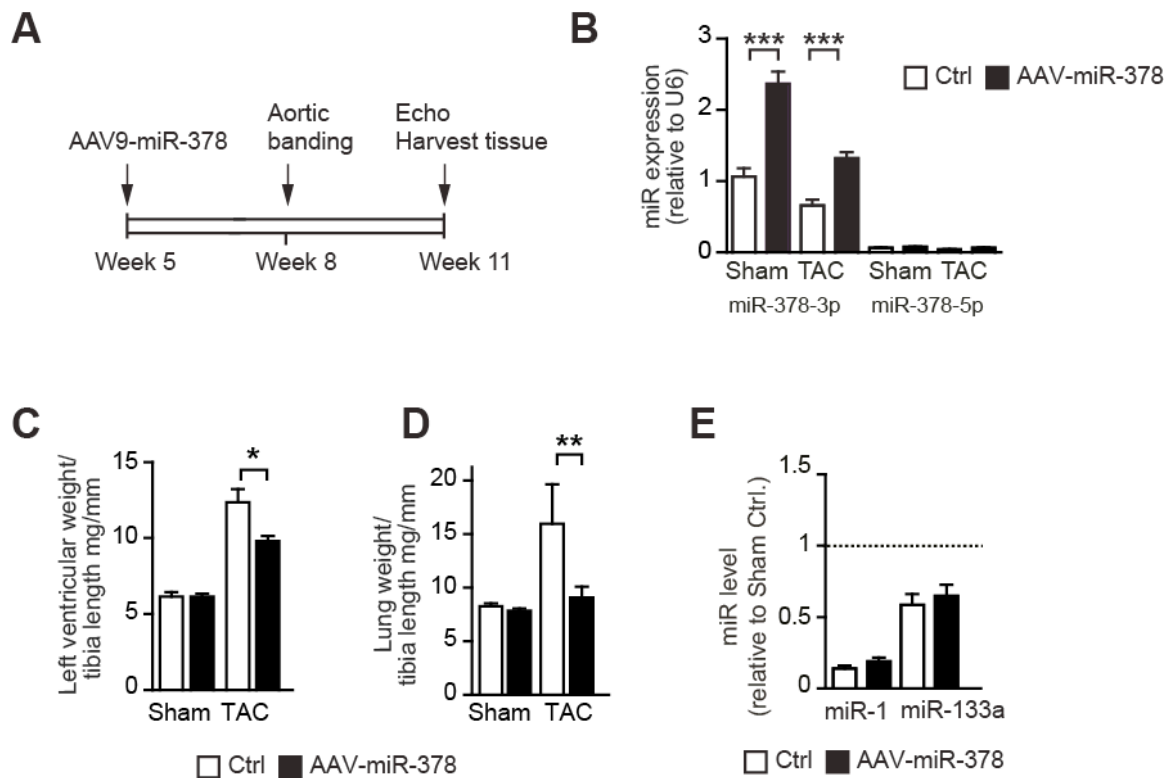 A
AAV9-miR-378
Aortic
banding
Echo
Harvest tissue
Week 5
Week 8
Week 11
B
miR expression
(relative to U6)
3
2
1
0
***
***
Ctrl
AAV-miR-378
Sham
TAC
Sham
TAC
miR-378-3p
miR-378-5p
C
Left ventricular weight/
tibia length mg/mm
15
10
5
0
*
Sham
TAC
D
Lung weight/
tibia length mg/mm
20
15
10
5
0
**
Sham
TAC
Ctrl
AAV-miR-378
E
miR level
(relative to Sham Ctrl.)
1.5
1
0.5
0
miR-1
miR-133a
Ctrl
AAV-miR-378